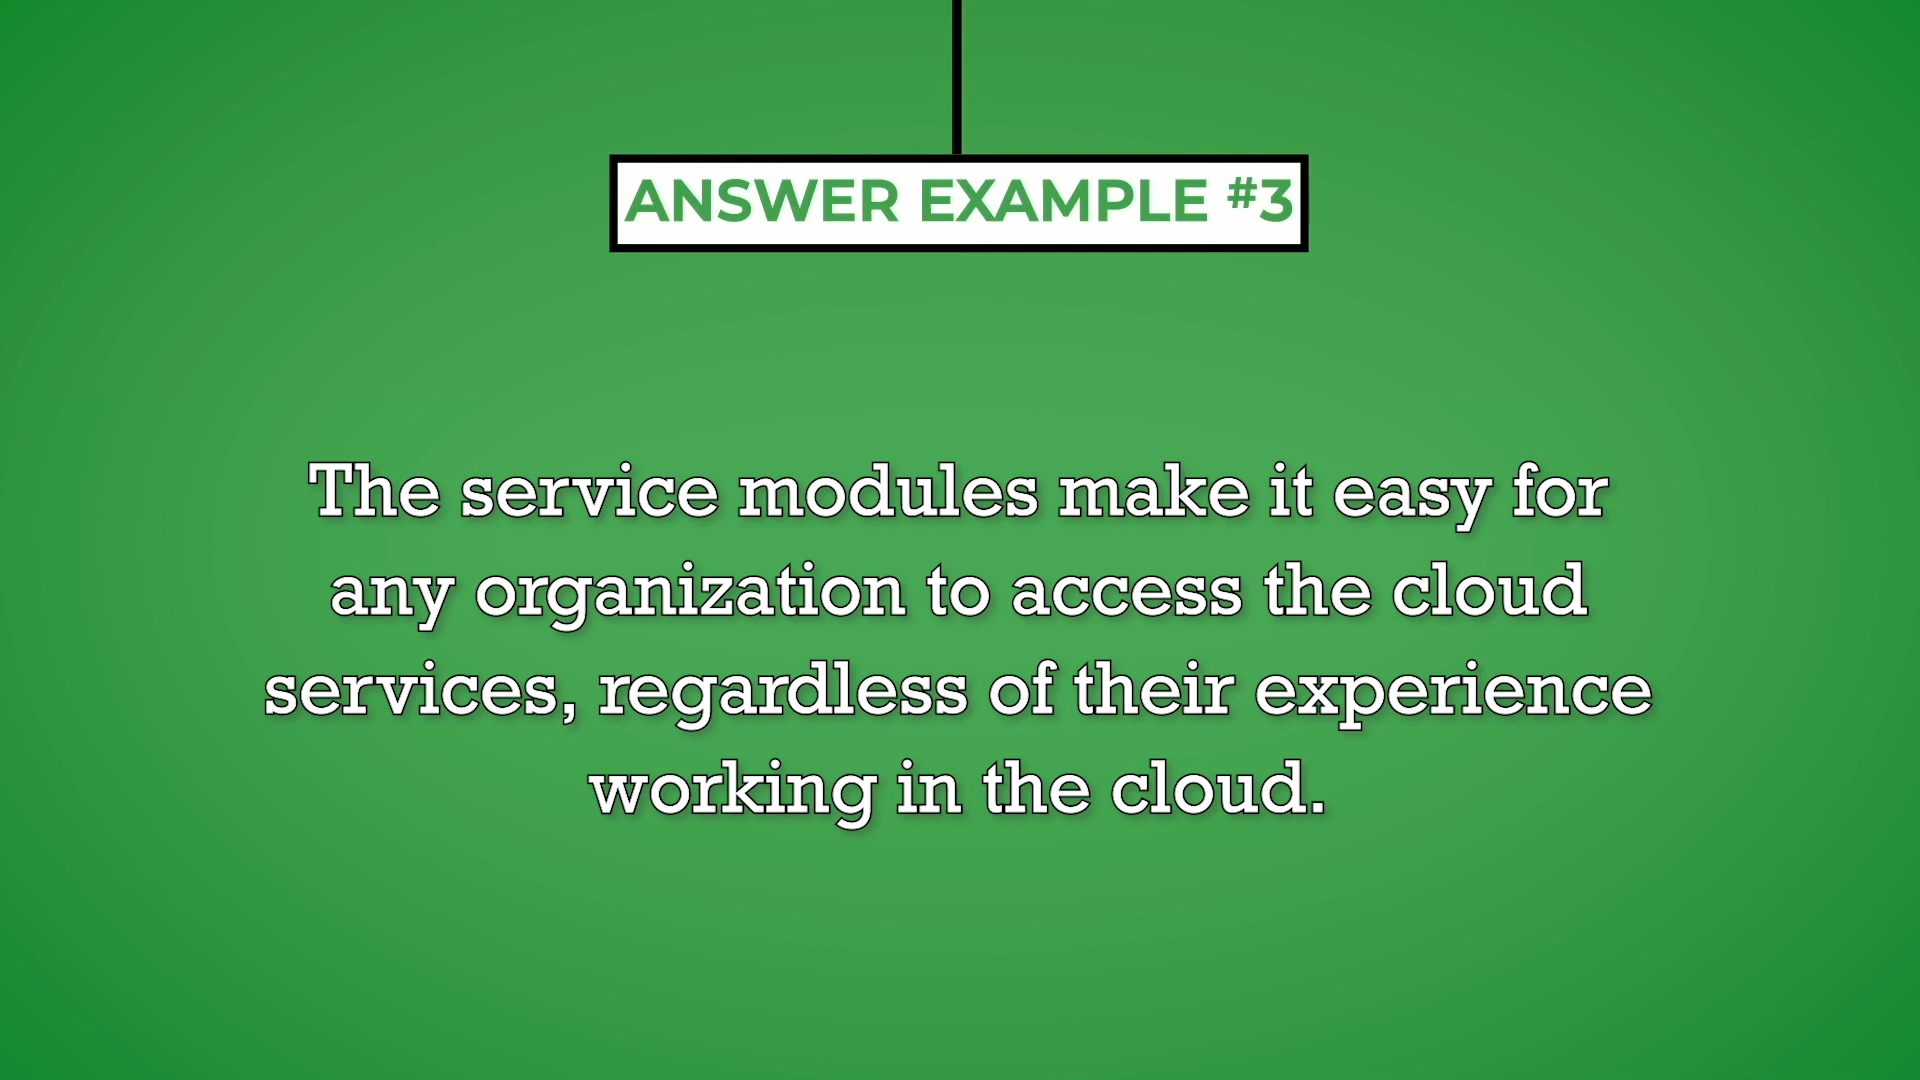 ANSWER EXAMPLE #3
The service modules make it easy for
any organization to access the cloud
services, regardless of their experience
working in the cloud.